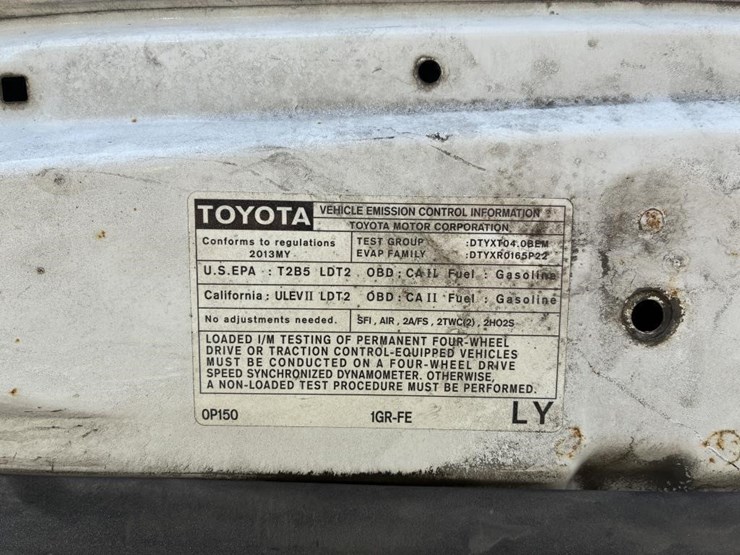 TOYOTA
VEHICLE EMISSION CONTROL INFORMATION
TOYOTA MOTOR CORPORATION
Conforms to regulations
2013MY
TEST GROUP :DTYXT04.0BEM
EVAP FAMILY :DTYXR0165P22
U.S.EPA : T2B5 LDT2 OBD : CA II Fuel : Gasoline
California : ULEVII LDT2 OBD : CA II Fuel : Gasoline
No adjustments needed.
SFI, AIR, 2A/FS, 2TWC(2), 2HO2S
LOADED I/M TESTING OF PERMANENT FOUR-WHEEL
DRIVE OR TRACTION CONTROL-EQUIPPED VEHICLES
MUST BE CONDUCTED ON A FOUR-WHEEL DRIVE
SPEED SYNCHRONIZED DYNAMOMETER. OTHERWISE,
A NON-LOADED TEST PROCEDURE MUST BE PERFORMED.
0P150 1GR-FE LY